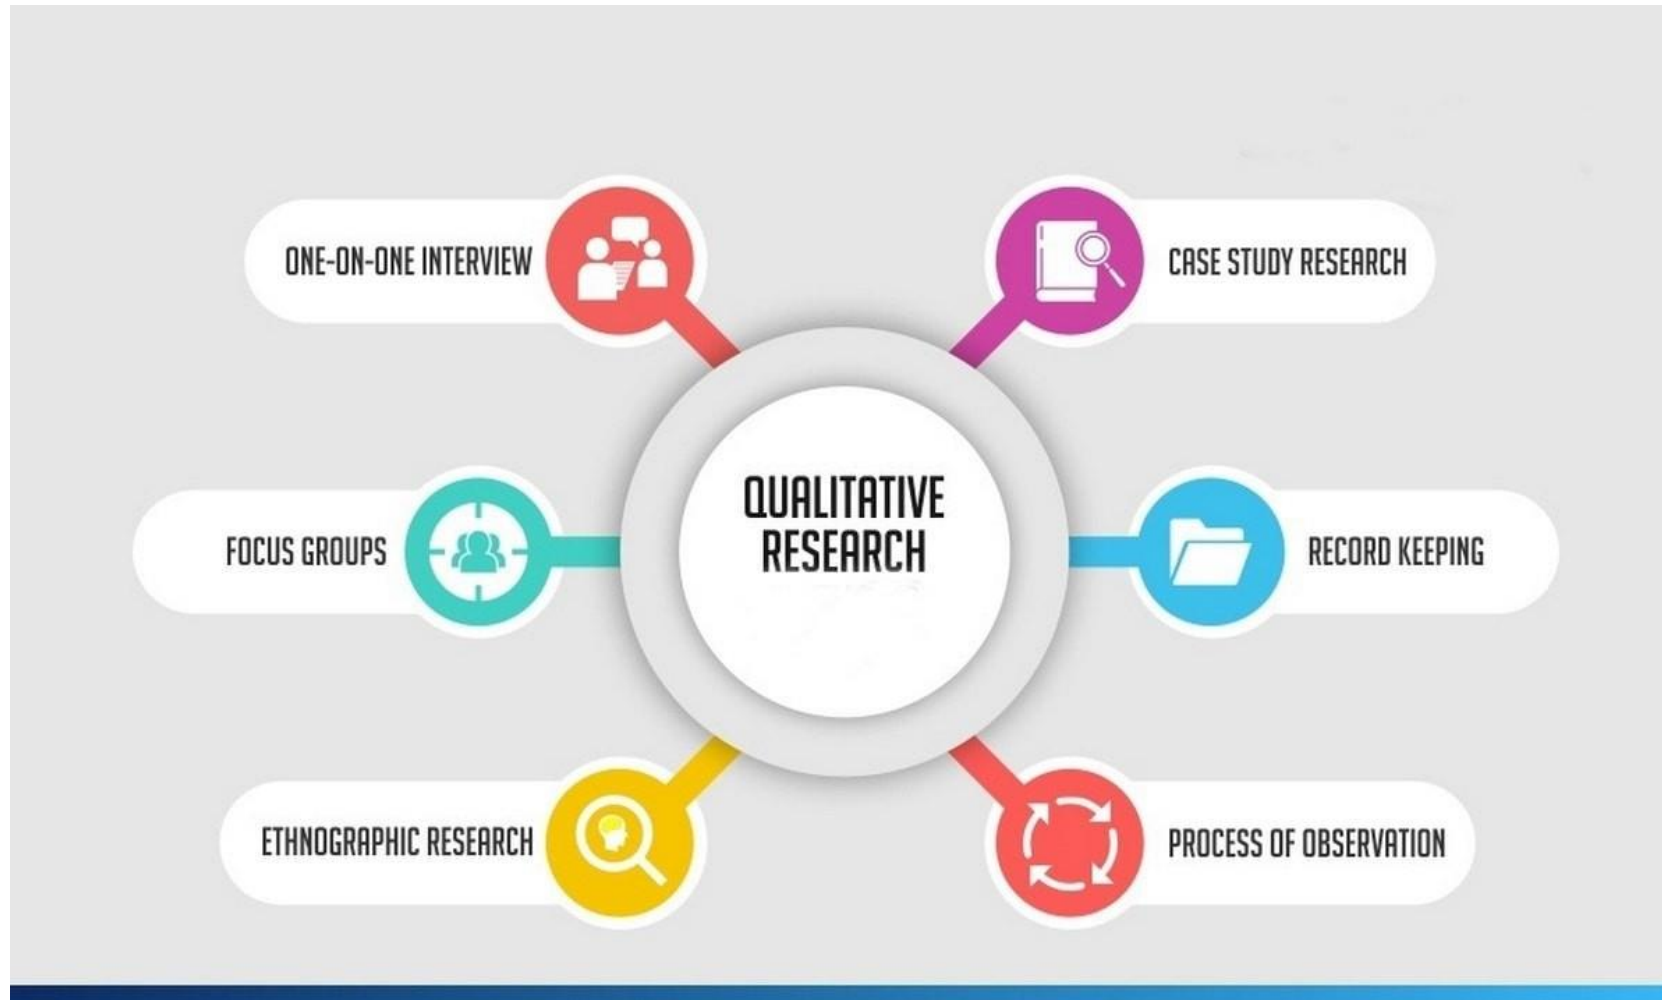 ONE-ON-ONE INTERVIEW
CASE STUDY RESEARCH
QUALITATIVE
RESEARCH
FOCUS GROUPS
RECORD KEEPING
ETHNOGRAPHIC RESEARCH
PROCESS OF OBSERVATION